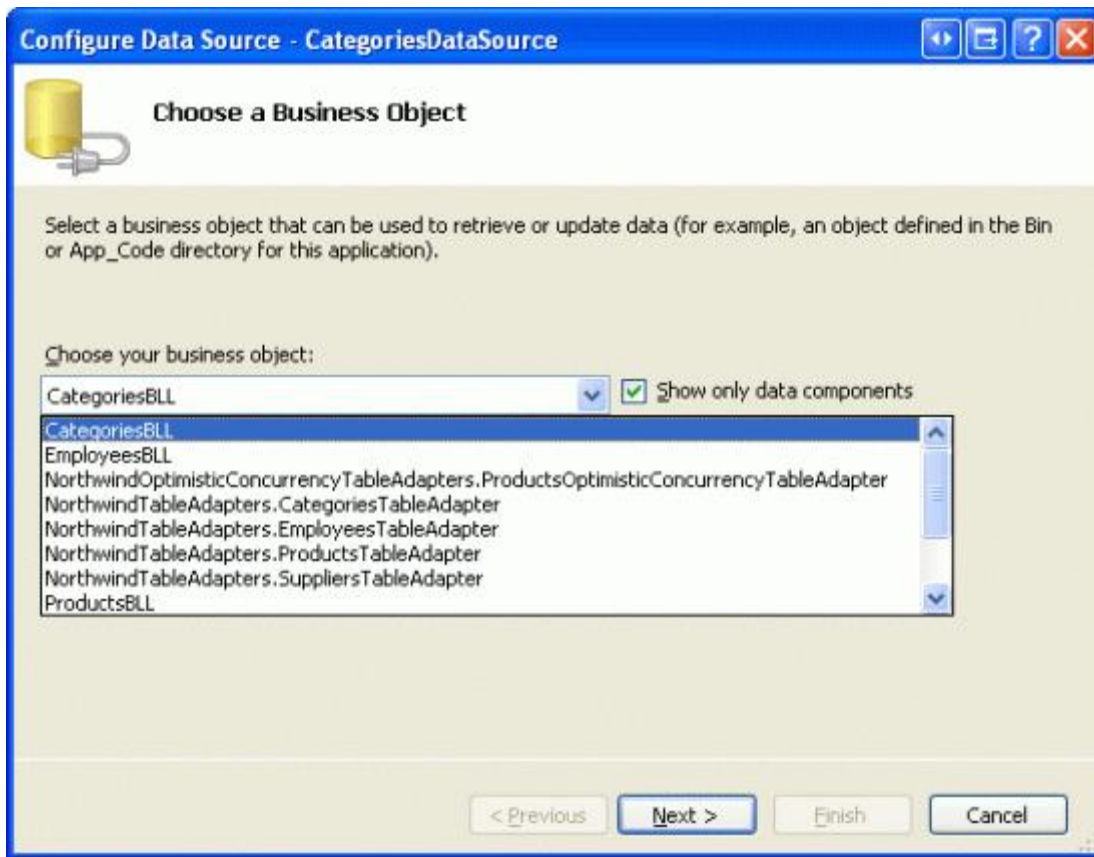 Configure Data Source - CategoriesDataSource
Choose a Business Object
Select a business object that can be used to retrieve or update data (for example, an object defined in the Bin
or App_Code directory for this application).
Choose your business object:
CategoriesBLL
Show only data components
CategoriesBLL
EmployeesBLL
NorthwindOptimisticConcurrencyTableAdapters.ProductsOptimisticConcurrencyTableAdapter
NorthwindTableAdapters.CategoriesTableAdapter
NorthwindTableAdapters.EmployeesTableAdapter
NorthwindTableAdapters.ProductsTableAdapter
NorthwindTableAdapters.SuppliersTableAdapter
ProductsBLL
< Previous
Next >
Finish
Cancel